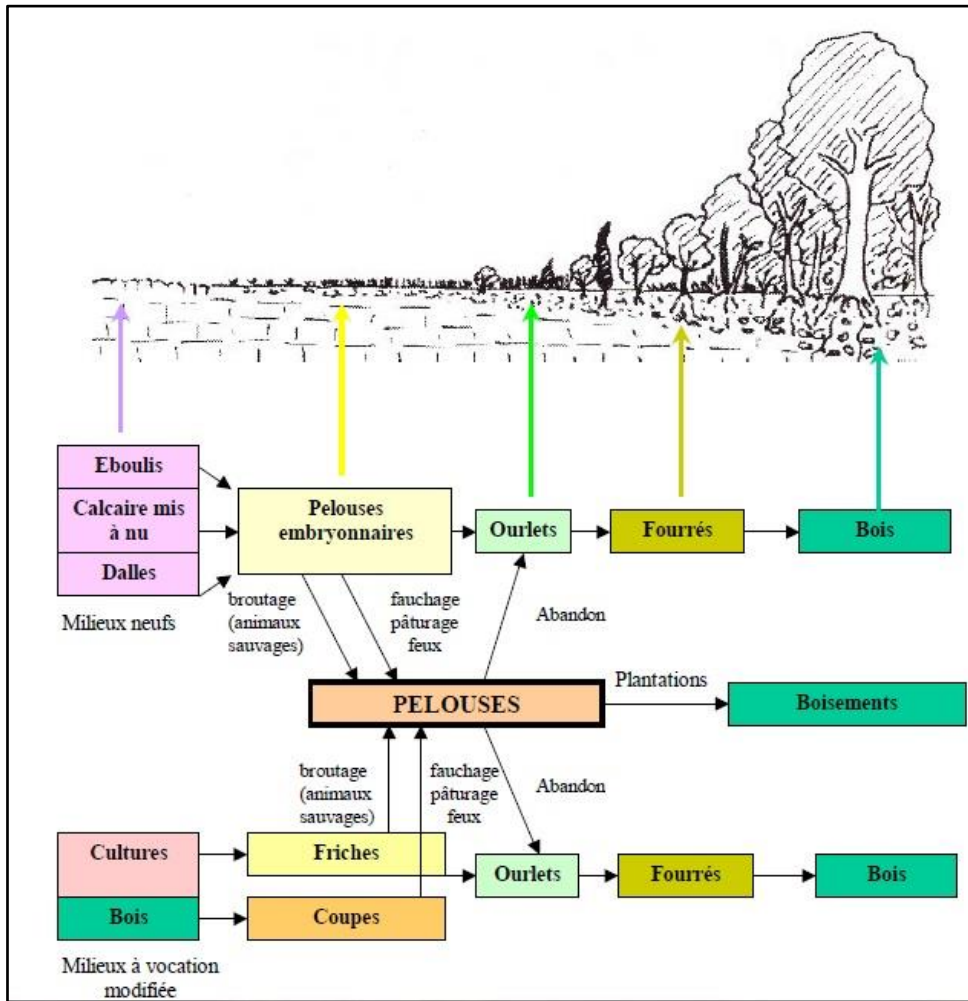 Eboulis
Calcaire mis
à nu
Dalles
Milieux neufs
Pelouses
embryonnaires
Ourlets
Fourrés
Bois
broutage
(animaux
sauvages)
fauchage
pâturage
feux
Abandon
PELOUSES
Plantations
Boisements
broutage
(animaux
sauvages)
fauchage
pâturage
feux
Abandon
Cultures
Friches
Ourlets
Fourrés
Bois
Bois
Coupes
Milieux à vocation
modifiée